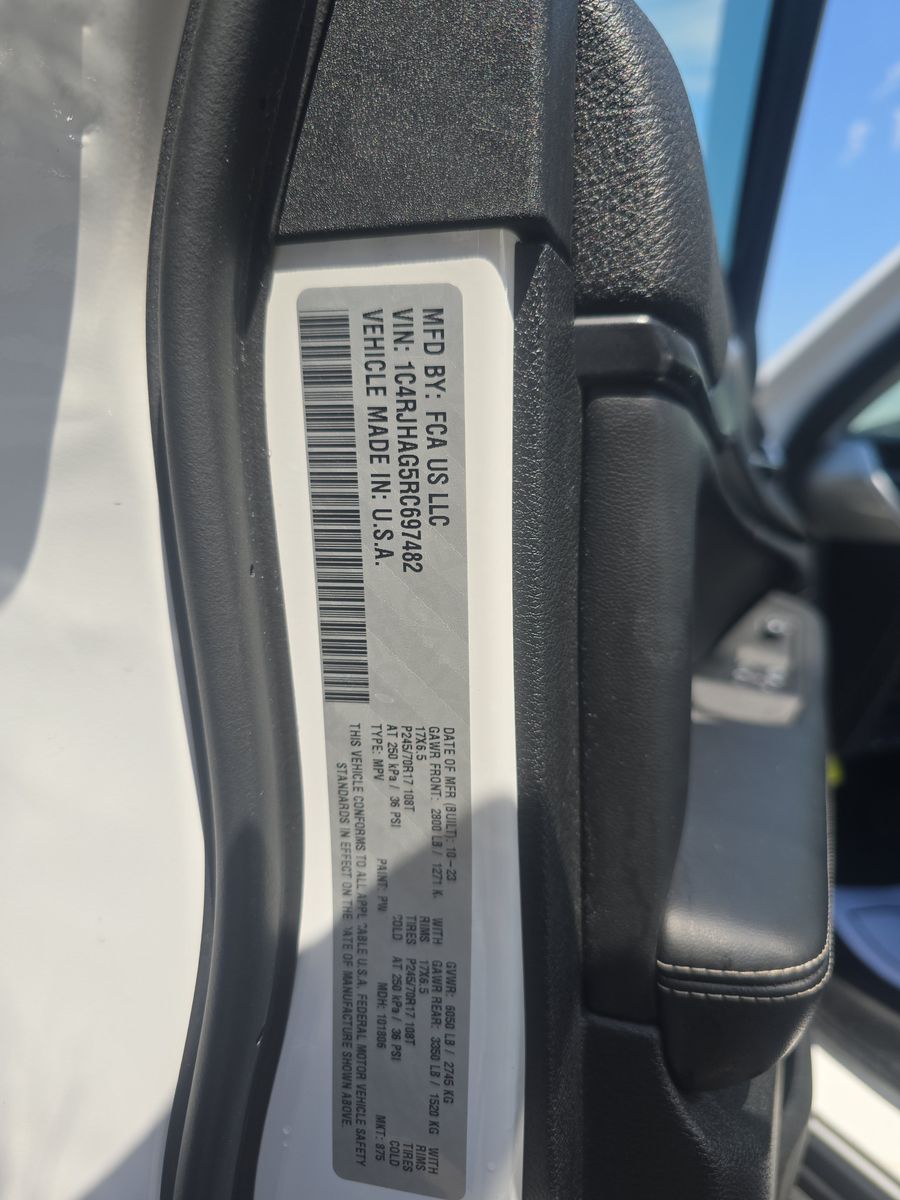 MFD BY: FCA US LLC
VIN: 1C4RJHAG5RC697482
VEHICLE MADE IN: U.S.A.
DATE OF MFR (BUILT): 10-23 GVWR: 6050 LB / 2745 KG
GAWR FRONT: 2800 LB / 1271 K WITH GAWR REAR: 3350 LB / 1520 KG WITH
17X6.5 RIMS 17X6.5 RIMS
P245/70R17 108T TIRES P245/70R17 108T TIRES
AT 250 kPa / 36 PSI COLD AT 250 kPa / 36 PSI COLD
TYPE: MPV PAINT: PW MDH: 101806 MKT: 875
THIS VEHICLE CONFORMS TO ALL APPL CABLE U.S.A. FEDERAL MOTOR VEHICLE SAFETY
STANDARDS IN EFFECT ON THE DATE OF MANUFACTURE SHOWN ABOVE.